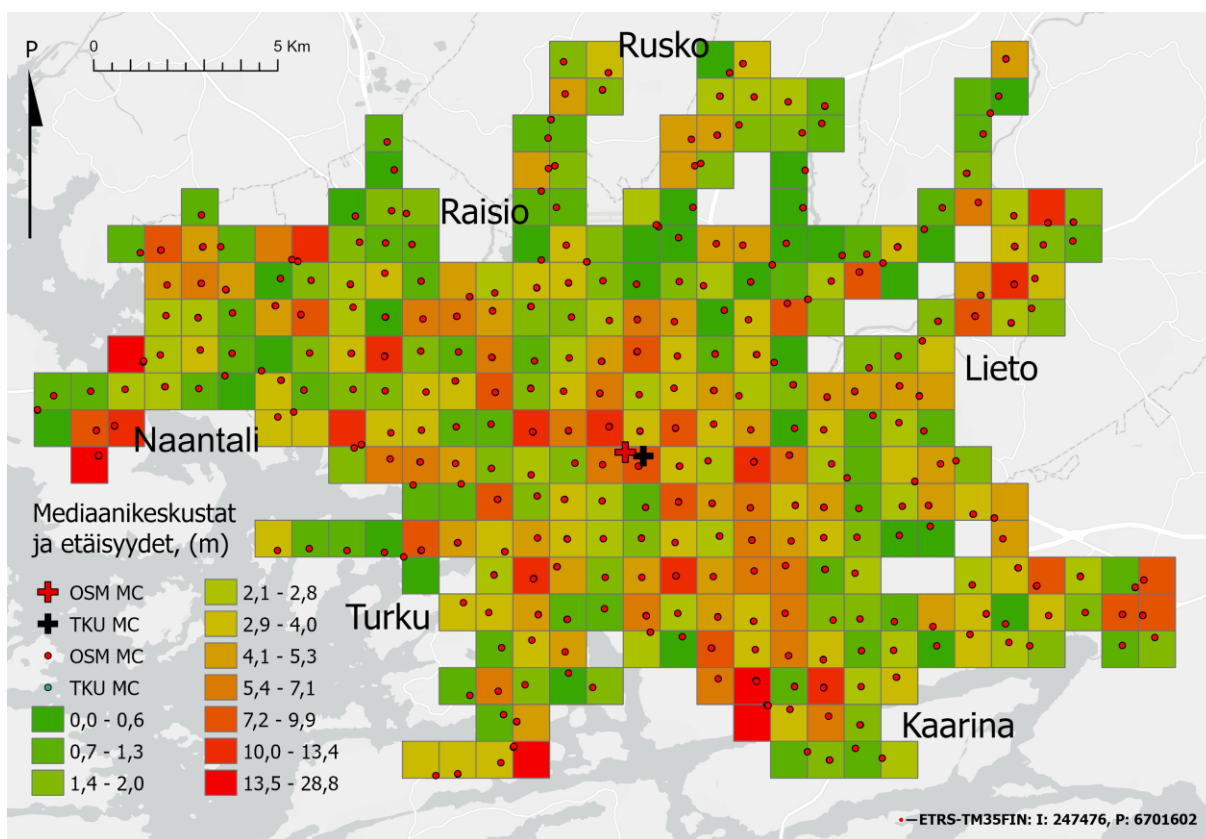 Rusko
P
0
5 Km
Raisio
Lieto
Naantali
Mediaanikeskustat
ja etäisyydet, (m)
OSM MC
TKU MC
OSM MC
TKU MC
0,0 - 0,6
0,7 - 1,3
1,4 - 2,0
2,1 - 2,8
2,9 - 4,0
4,1 - 5,3
5,4 - 7,1
7,2 - 9,9
10,0 - 13,4
13,5 - 28,8
Turku
Kaarina
ETRS-TM35FIN: I: 247476, P: 6701602